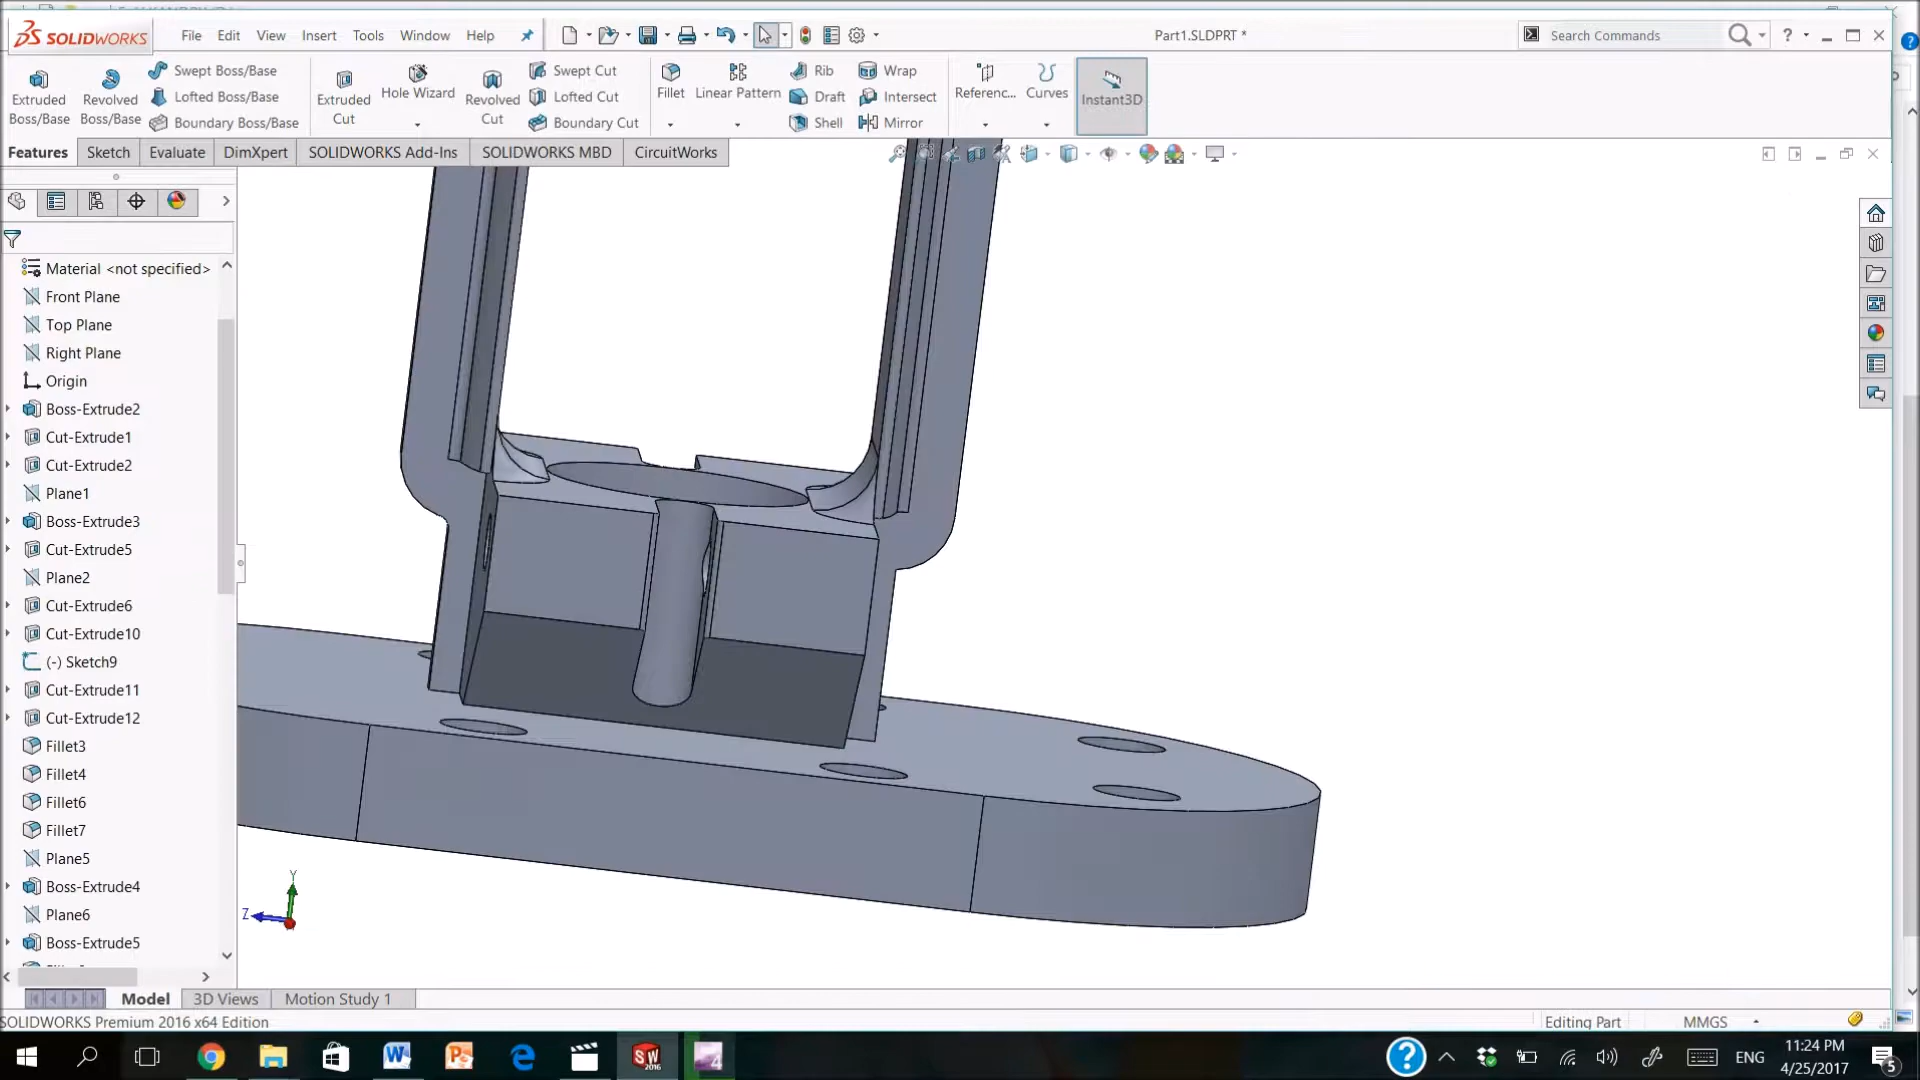 SOLIDWORKS
File Edit View Insert Tools Window Help
Part1.SLDPRT *
Search Commands
Extruded Boss/Base
Revolved Boss/Base
Swept Boss/Base
Lofted Boss/Base
Boundary Boss/Base
Extruded Cut
Hole Wizard
Revolved Cut
Swept Cut
Lofted Cut
Boundary Cut
Fillet
Linear Pattern
Rib
Draft
Shell
Wrap
Intersect
Mirror
Referenc...
Curves
Instant3D
Features Sketch Evaluate DimXpert SOLIDWORKS Add-Ins SOLIDWORKS MBD CircuitWorks
Material <not specified>
Front Plane
Top Plane
Right Plane
Origin
Boss-Extrude2
Cut-Extrude1
Cut-Extrude2
Plane1
Boss-Extrude3
Cut-Extrude5
Plane2
Cut-Extrude6
Cut-Extrude10
(-) Sketch9
Cut-Extrude11
Cut-Extrude12
Fillet3
Fillet4
Fillet6
Fillet7
Plane5
Boss-Extrude4
Plane6
Boss-Extrude5
Y
Z
Model 3D Views Motion Study 1
SOLIDWORKS Premium 2016 x64 Edition
Editing Part MMGS
ENG
11:24 PM
4/25/2017
5